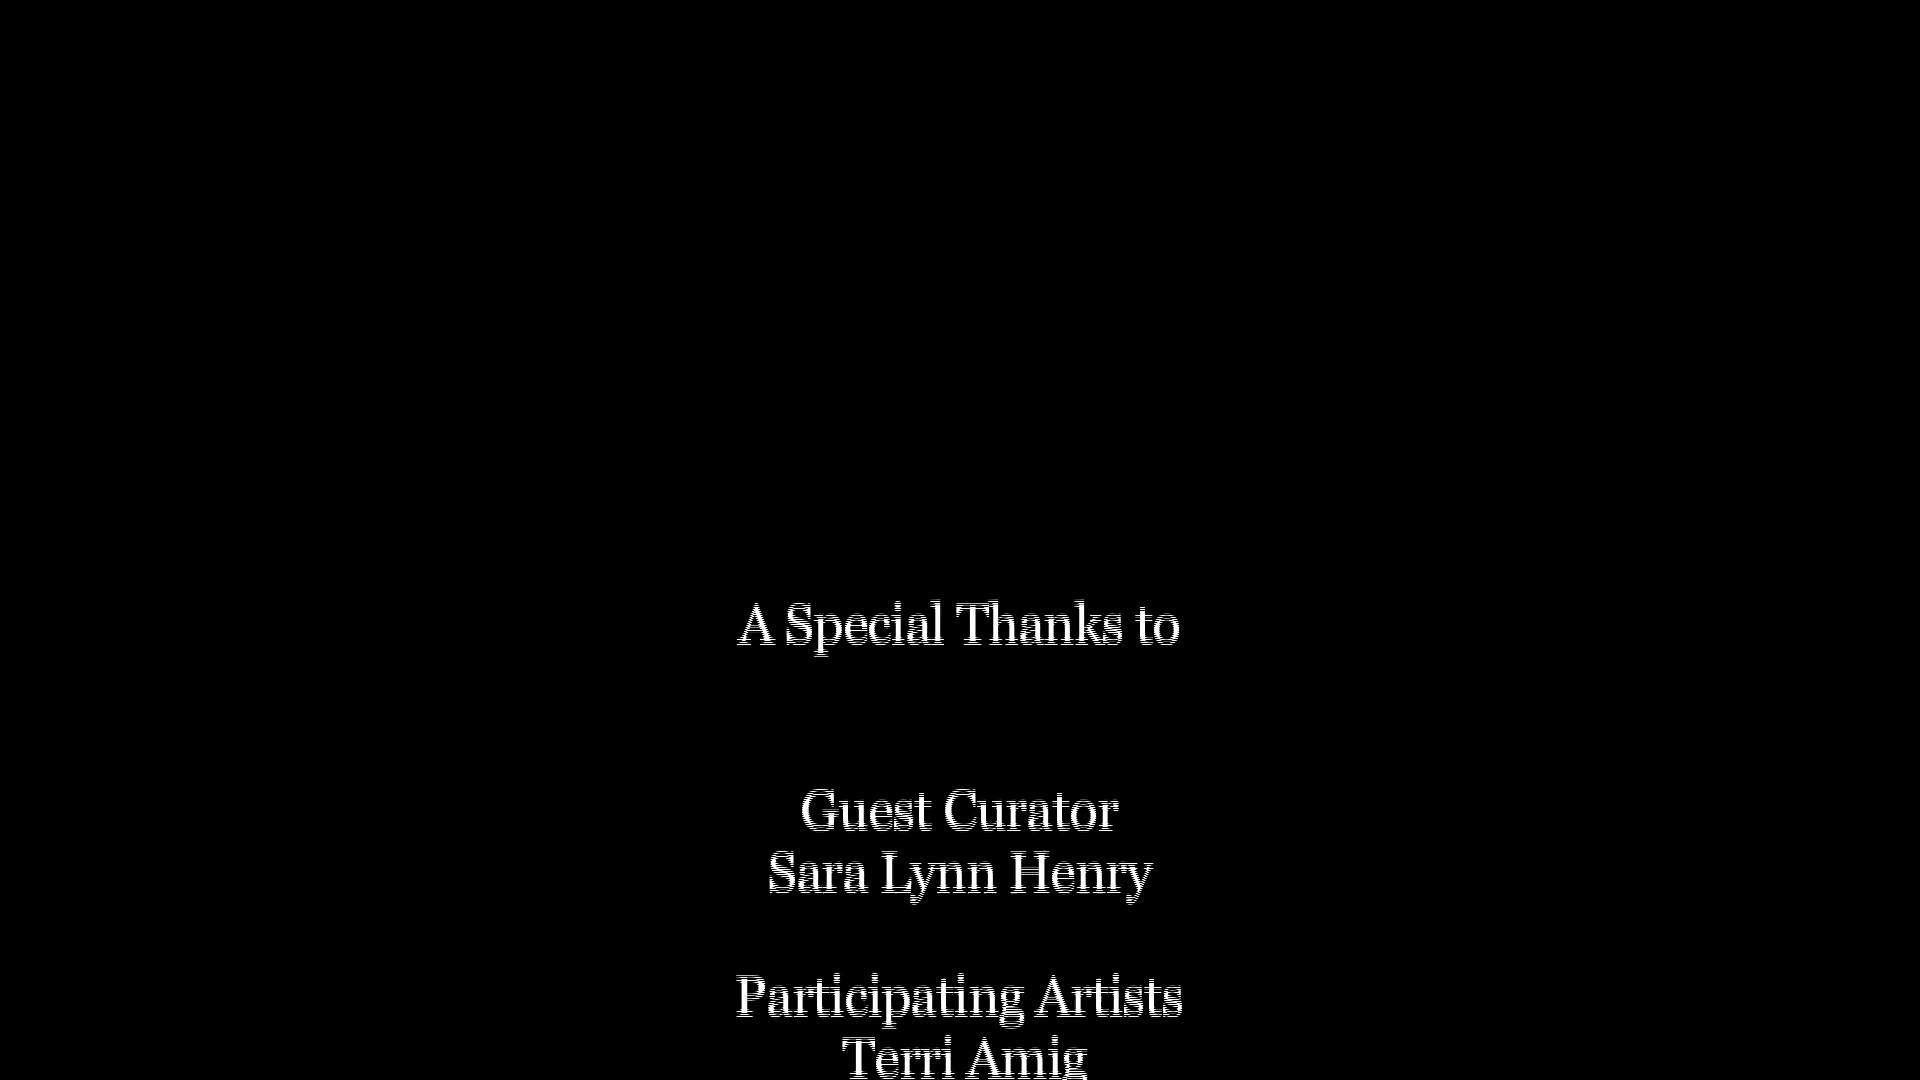 A Special Thanks to
Guest Curator
Sara Lynn Henry
Participating Artists
Terri Amig